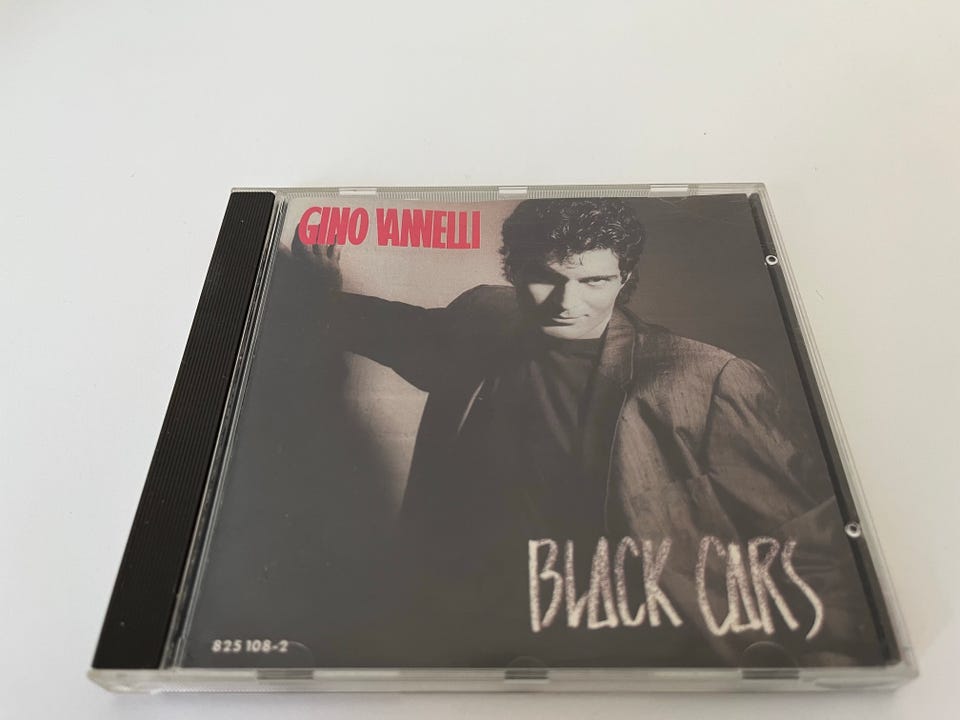 GINO VANNELLI
BLACK CARS
825 108-2